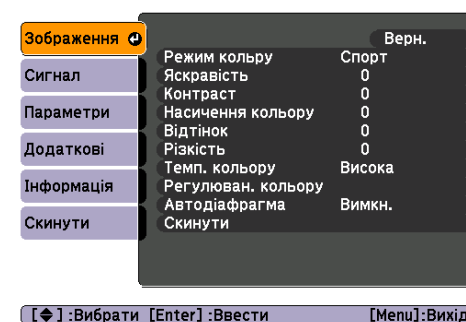 Зображення
Сигнал
Параметри
Додаткові
Інформація
Скинути
Верн.
Режим кольру Спорт
Яскравість 0
Контраст 0
Насичення кольору 0
Відтінок 0
Різкість 0
Темп. кольору Висока
Регулюван. кольору
Автодіафрагма Вимкн.
Скинути
[◆] :Вибрати [Enter] :Ввести [Menu]:Вихід